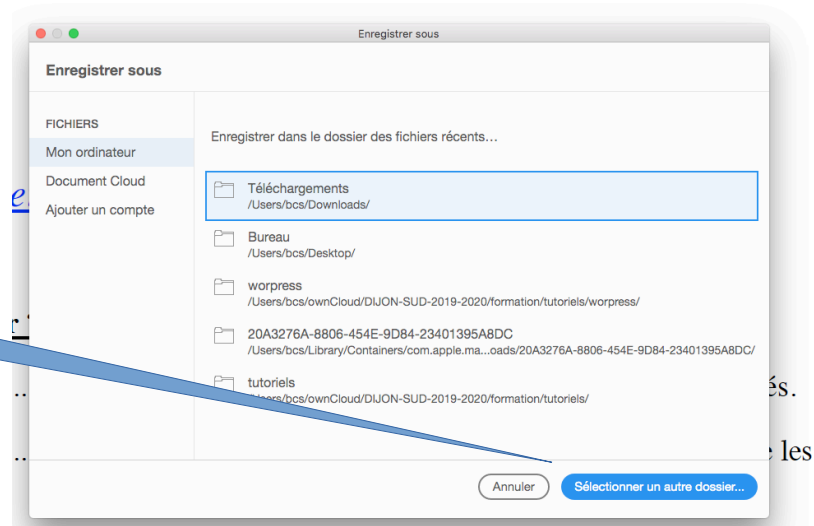 Enregistrer sous
Enregistrer sous
FICHIERS
Mon ordinateur
Document Cloud
Ajouter un compte
Enregistrer dans le dossier des fichiers récents...
Téléchargements
/Users/bcs/Downloads/
Bureau
/Users/bcs/Desktop/
worpress
/Users/bcs/ownCloud/DIJON-SUD-2019-2020/formation/tutoriels/worpress/
20A3276A-8806-454E-9D84-23401395A8DC
/Users/bcs/Library/Containers/com.apple.ma...oads/20A3276A-8806-454E-9D84-23401395A8DC/
tutoriels
/Users/bcs/ownCloud/DIJON-SUD-2019-2020/formation/tutoriels/
Annuler
Sélectionner un autre dossier...
e
r
...
és.
...
les